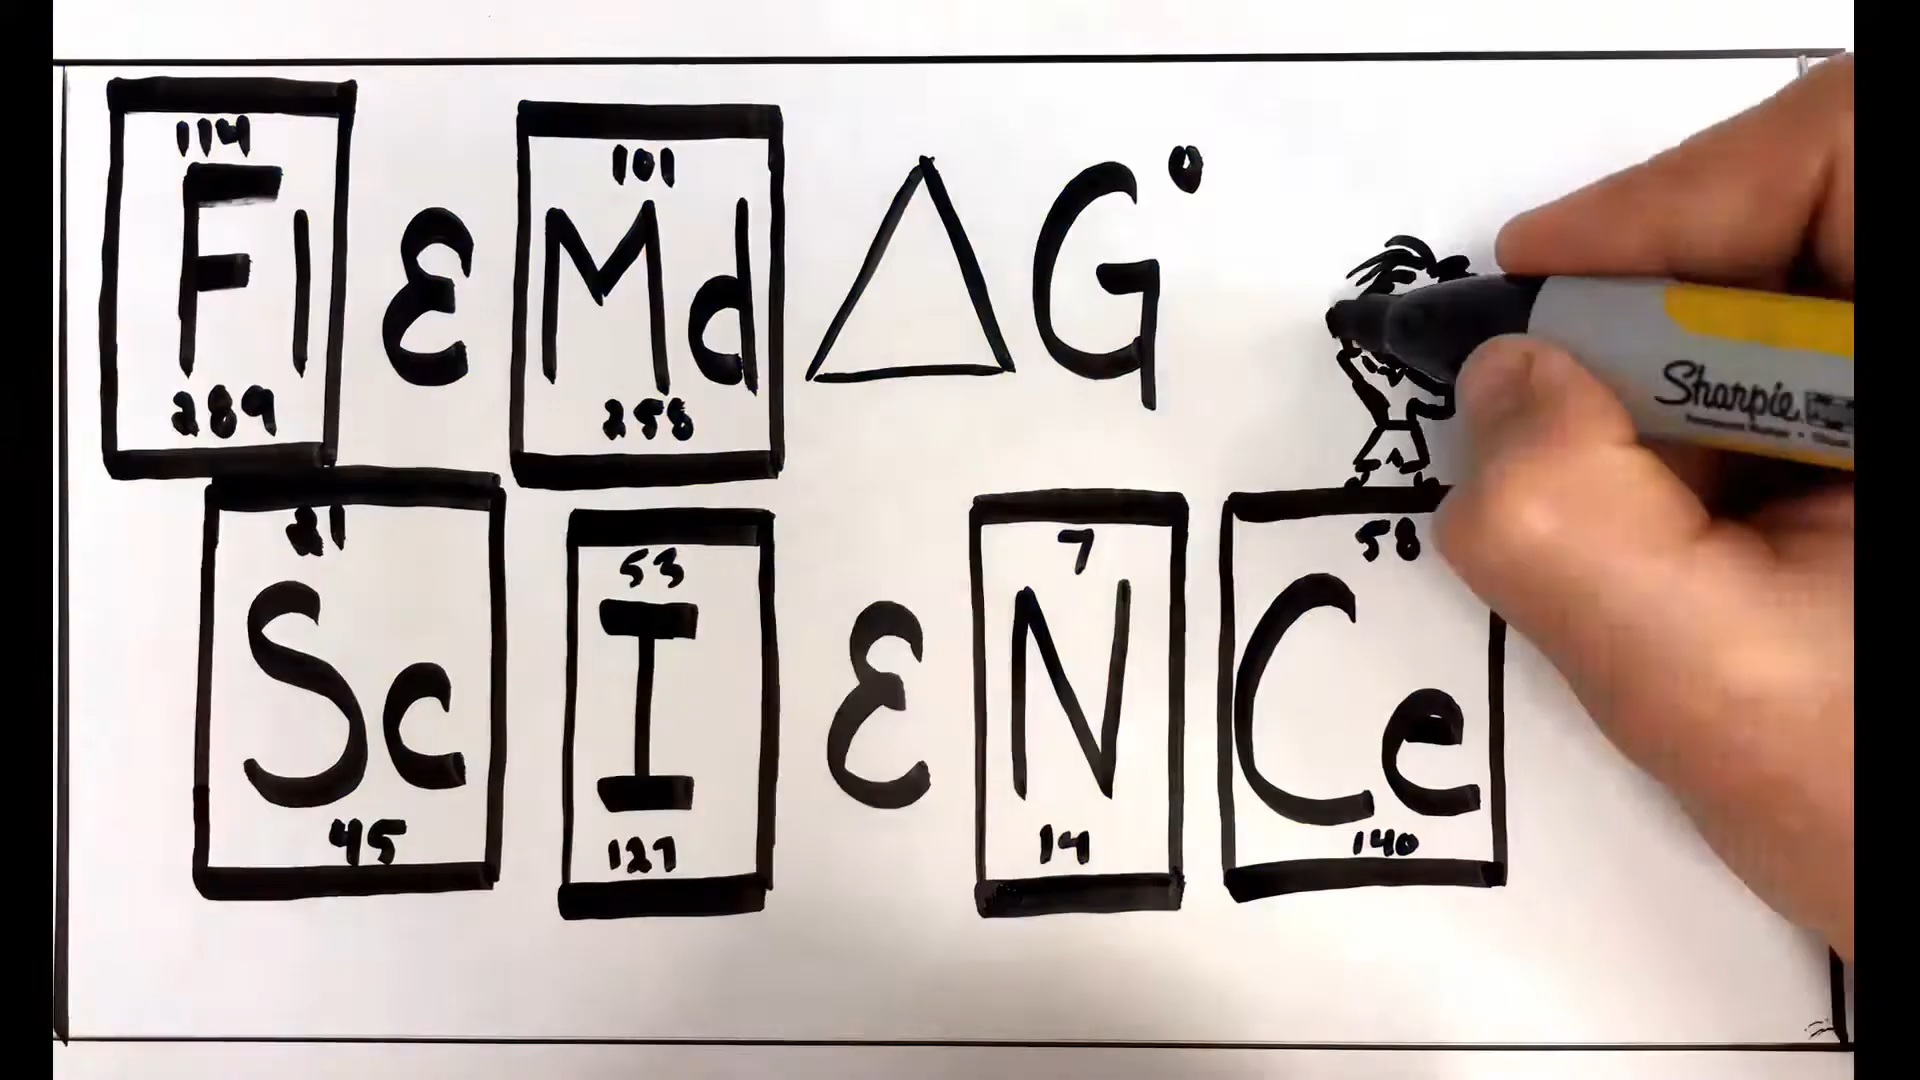 114 101
Fl ε Md ΔG°
289 258
21 53 7 58
Sc I ε N Ce
45 127 14 140
Sharpie